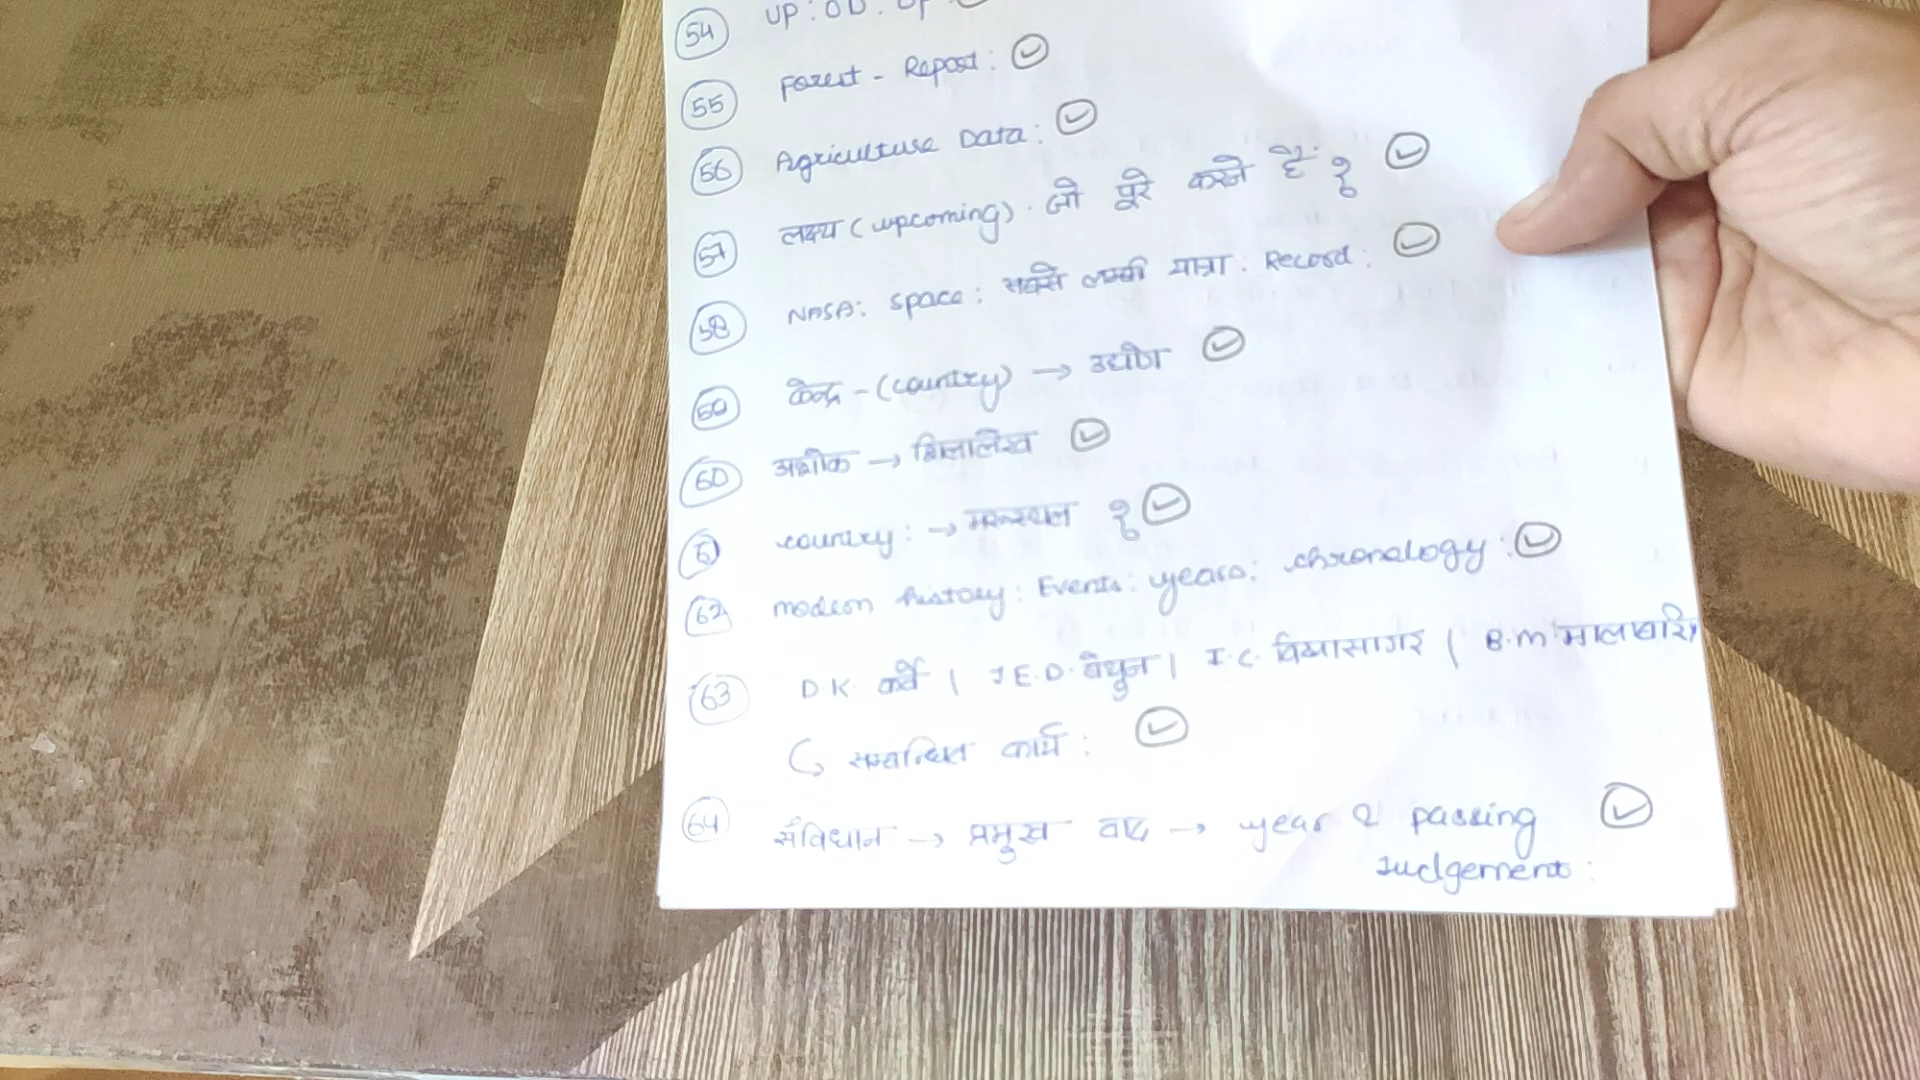 54 UP: OD: OP
55 Forest - Report:
56 Agriculture Data:
57 लक्ष्य (upcoming). जो पूरे करने हैं ?
58 NASA: Space: सबसे लम्बी यात्रा: Record:
59 केन्द्र - (country) → उद्योग
60 अशोक → शिलालेख
61 country: → मरुस्थल ?
62 modern history: Events: years: chronology:
63 D.K. कर्वे | J.E.D. बेथुन | I.C. विद्यासागर | B.M. मालाबारी
सम्बन्धित कार्य:
64 संविधान → प्रमुख वाद → year & passing
Judgement: